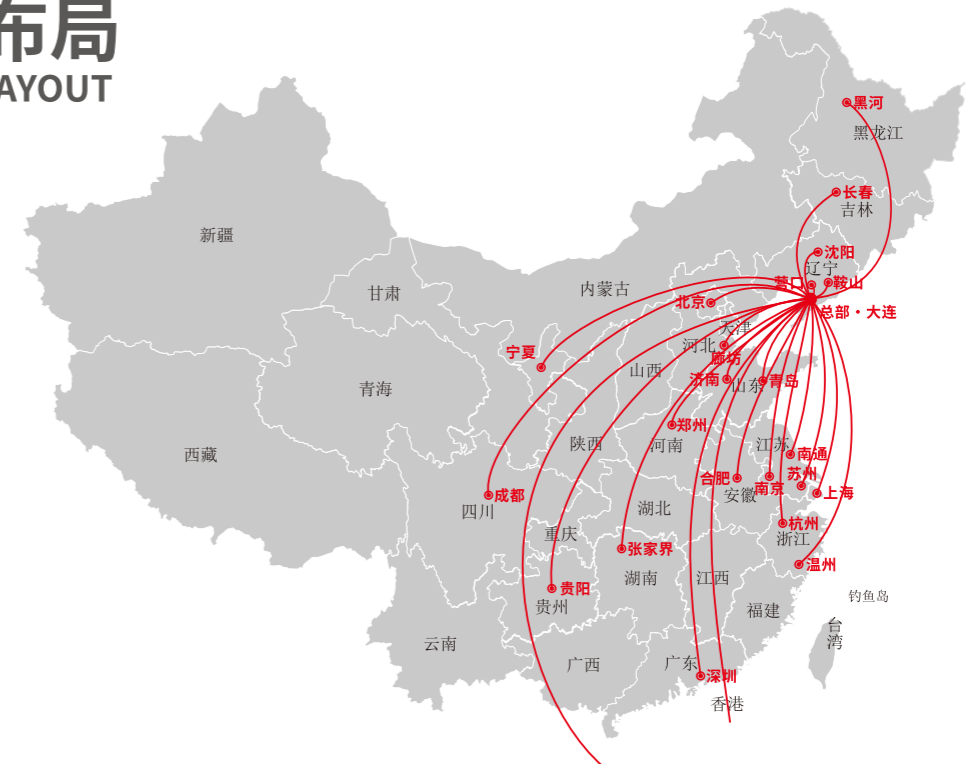 布局
AYOUT
黑河
黑龙江
长春
吉林
新疆
沈阳
辽宁
营口
鞍山
内蒙古
甘肃
北京
总部·大连
天津
河北
宁夏
廊坊
山西
济南
山东
青岛
青海
郑州
河南
陕西
江苏
南通
西藏
苏州
合肥
南京
安徽
上海
成都
四川
湖北
杭州
浙江
重庆
张家界
温州
湖南
江西
贵阳
贵州
钓鱼岛
福建
台湾
云南
广西
广东
深圳
香港